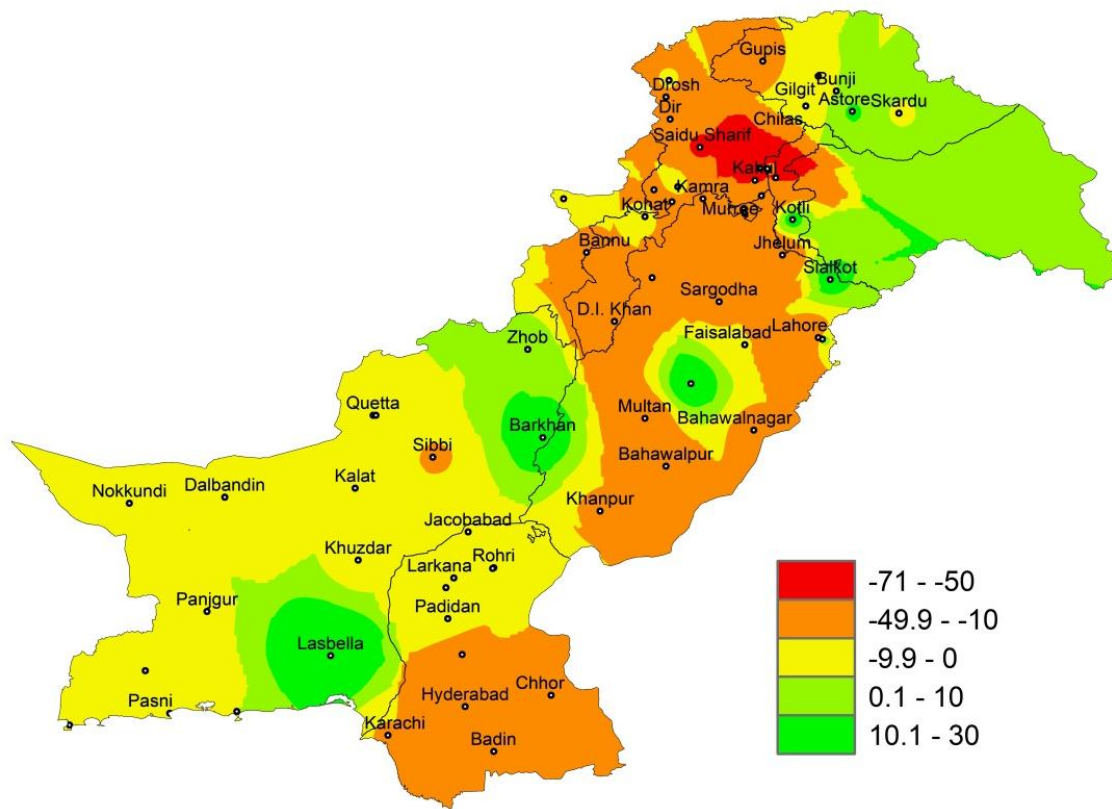 Gupis
Drosh
Bunji
Gilgit
Astore
Skardu
Dir
Chilas
Saidu Sharif
Kakul
Kamra
Kohat
Murree
Kotli
Bannu
Jhelum
Sialkot
Sargodha
D.I. Khan
Faisalabad
Lahore
Zhob
Quetta
Multan
Bahawalnagar
Barkhan
Sibbi
Bahawalpur
Kalat
Nokkundi
Dalbandin
Khanpur
Jacobabad
Khuzdar
Rohri
Larkana
Panjgur
Padidan
Lasbella
Pasni
Hyderabad
Chhor
Karachi
Badin
-71 - -50
-49.9 - -10
-9.9 - 0
0.1 - 10
10.1 - 30